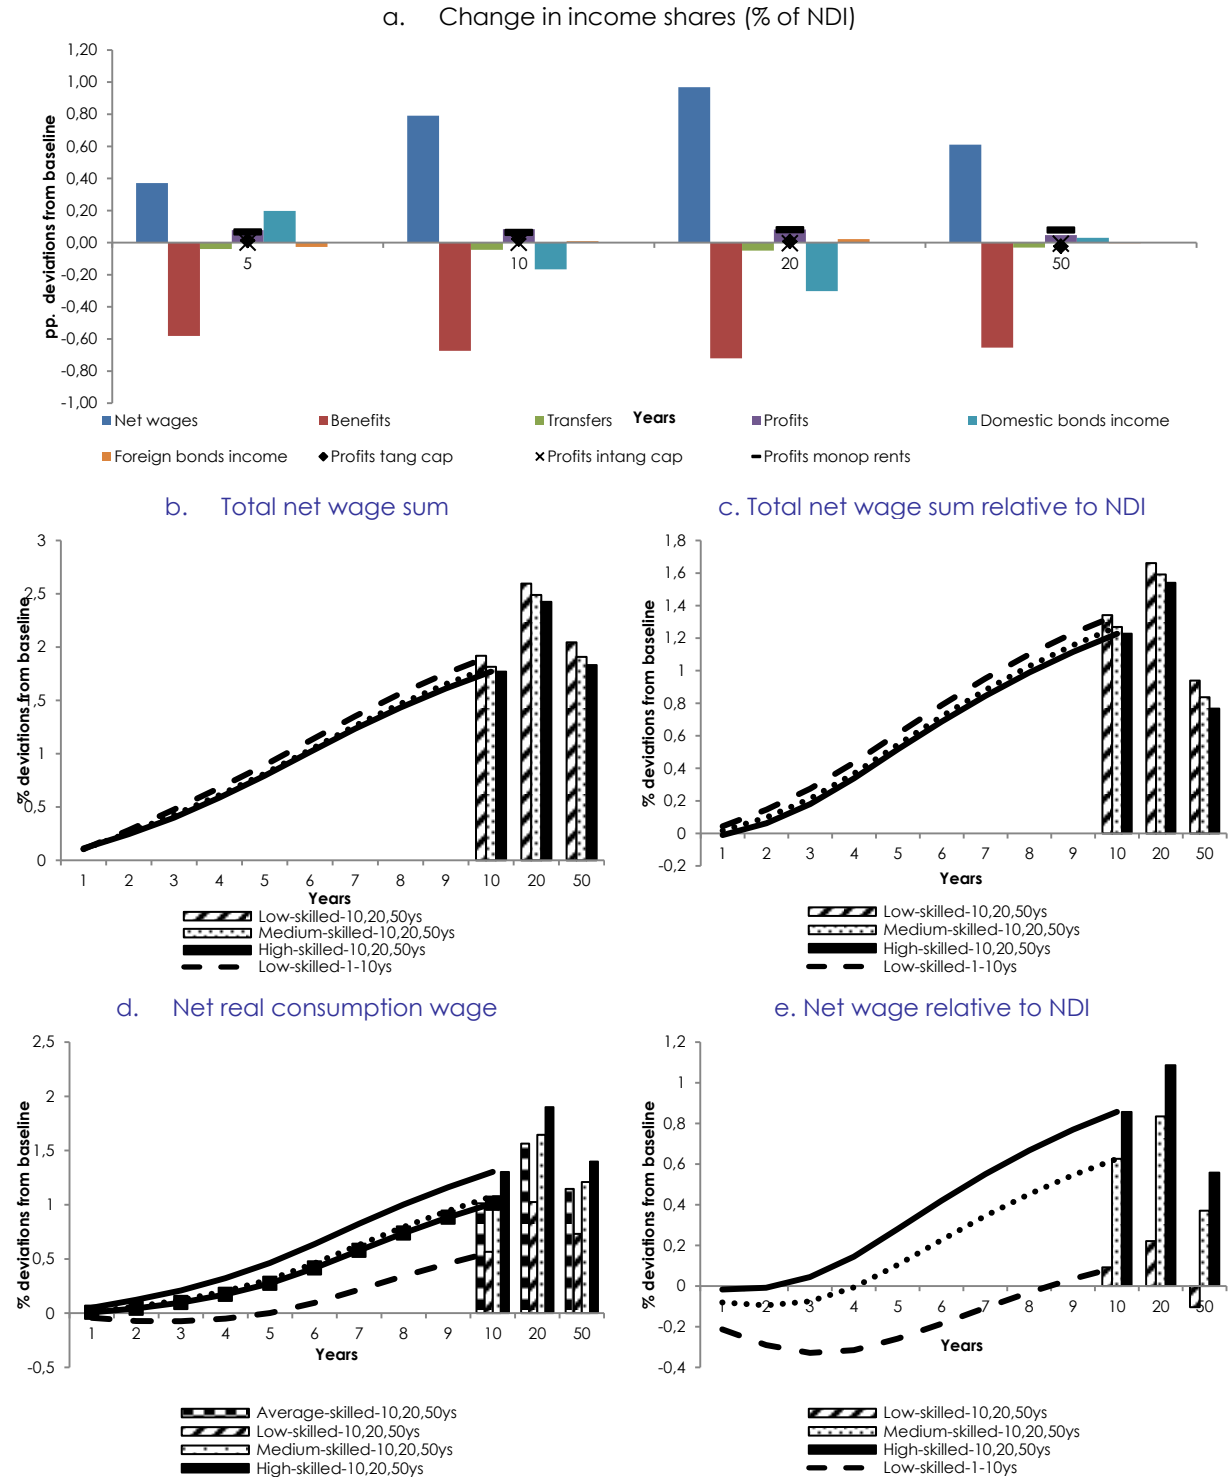 a. Change in income shares (% of NDI)
1,20
1,00
0,80
0,60
0,40
0,20
0,00
-0,20
-0,40
-0,60
-0,80
-1,00
pp. deviations from baseline
5 10 20 50
Years
Net wages Benefits Transfers Profits Domestic bonds income
Foreign bonds income Profits tang cap Profits intang cap Profits monop rents
b. Total net wage sum
3
2,5
2
1,5
1
0,5
0
% deviations from baseline
1 2 3 4 5 6 7 8 9 10 20 50
Years
Low-skilled-10,20,50ys
Medium-skilled-10,20,50ys
High-skilled-10,20,50ys
Low-skilled-1-10ys
c. Total net wage sum relative to NDI
1,8
1,6
1,4
1,2
1
0,8
0,6
0,4
0,2
0
-0,2
% deviations from baseline
1 2 3 4 5 6 7 8 9 10 20 50
Years
Low-skilled-10,20,50ys
Medium-skilled-10,20,50ys
High-skilled-10,20,50ys
Low-skilled-1-10ys
d. Net real consumption wage
2,5
2
1,5
1
0,5
0
-0,5
% deviations from baseline
1 2 3 4 5 6 7 8 9 10 20 50
Years
Average-skilled-10,20,50ys
Low-skilled-10,20,50ys
Medium-skilled-10,20,50ys
High-skilled-10,20,50ys
e. Net wage relative to NDI
1,2
1
0,8
0,6
0,4
0,2
0
-0,2
-0,4
% deviations from baseline
1 2 3 4 5 6 7 8 9 10 20 50
Years
Low-skilled-10,20,50ys
Medium-skilled-10,20,50ys
High-skilled-10,20,50ys
Low-skilled-1-10ys